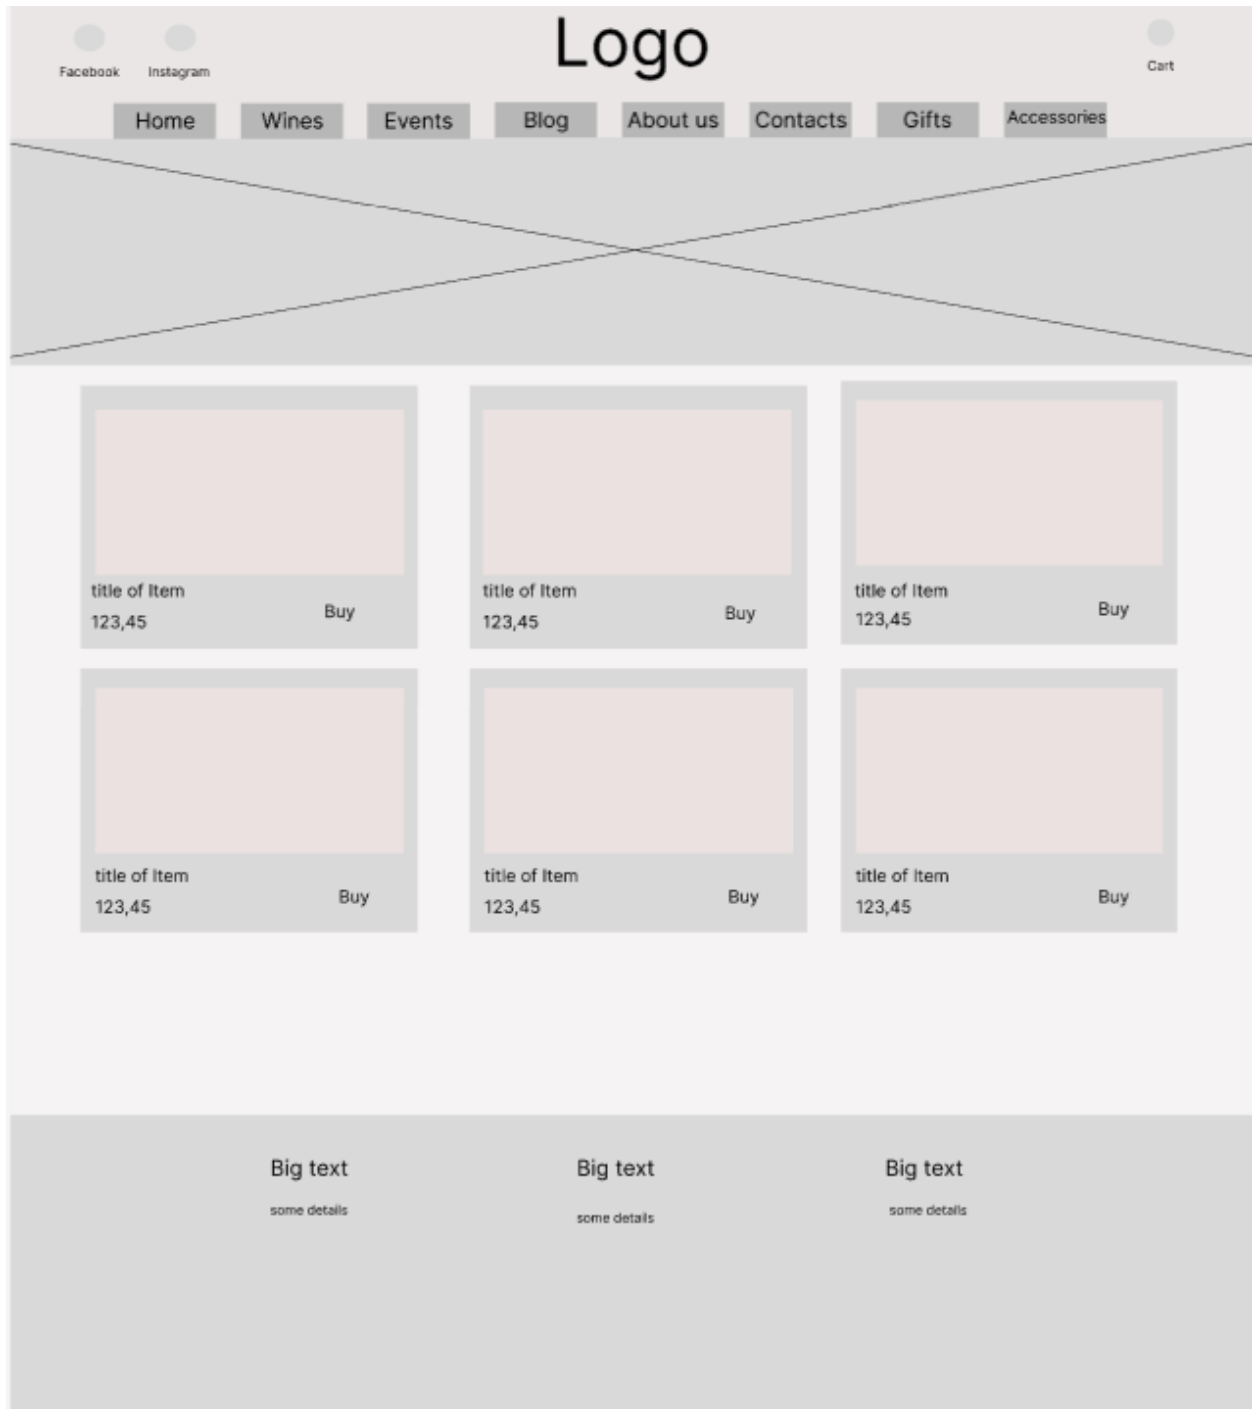 Logo
Facebook Instagram Cart
Home Wines Events Blog About us Contacts Gifts Accessories
title of Item title of Item title of Item
123,45 Buy 123,45 Buy 123,45 Buy
title of Item title of Item title of Item
123,45 Buy 123,45 Buy 123,45 Buy
Big text Big text Big text
some details some details some details